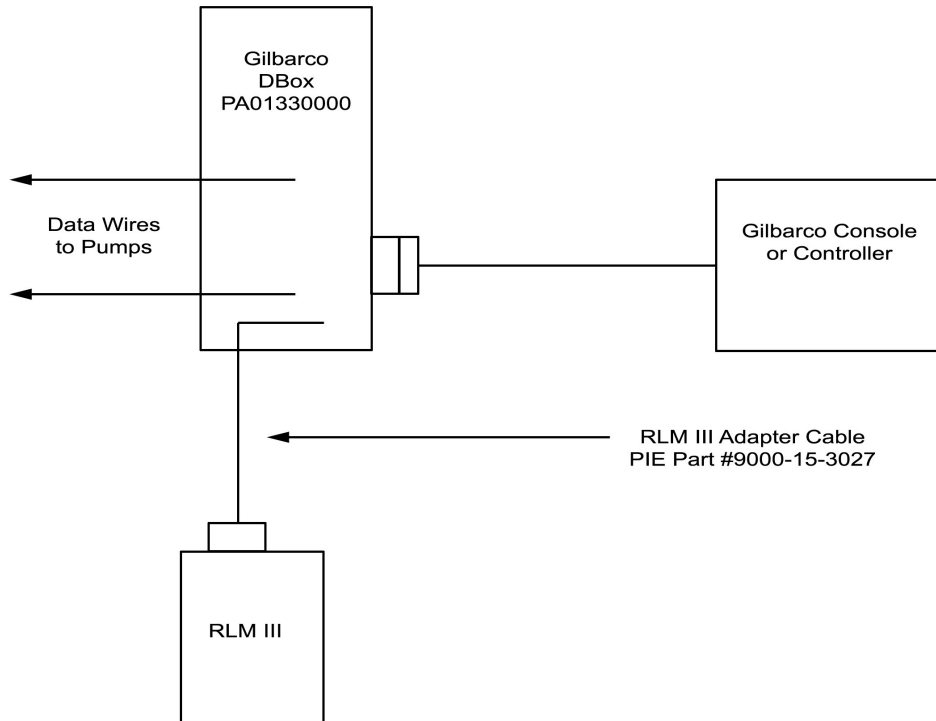 Gilbarco
DBox
PA01330000
Data Wires
to Pumps
Gilbarco Console
or Controller
RLM III Adapter Cable
PIE Part #9000-15-3027
RLM III